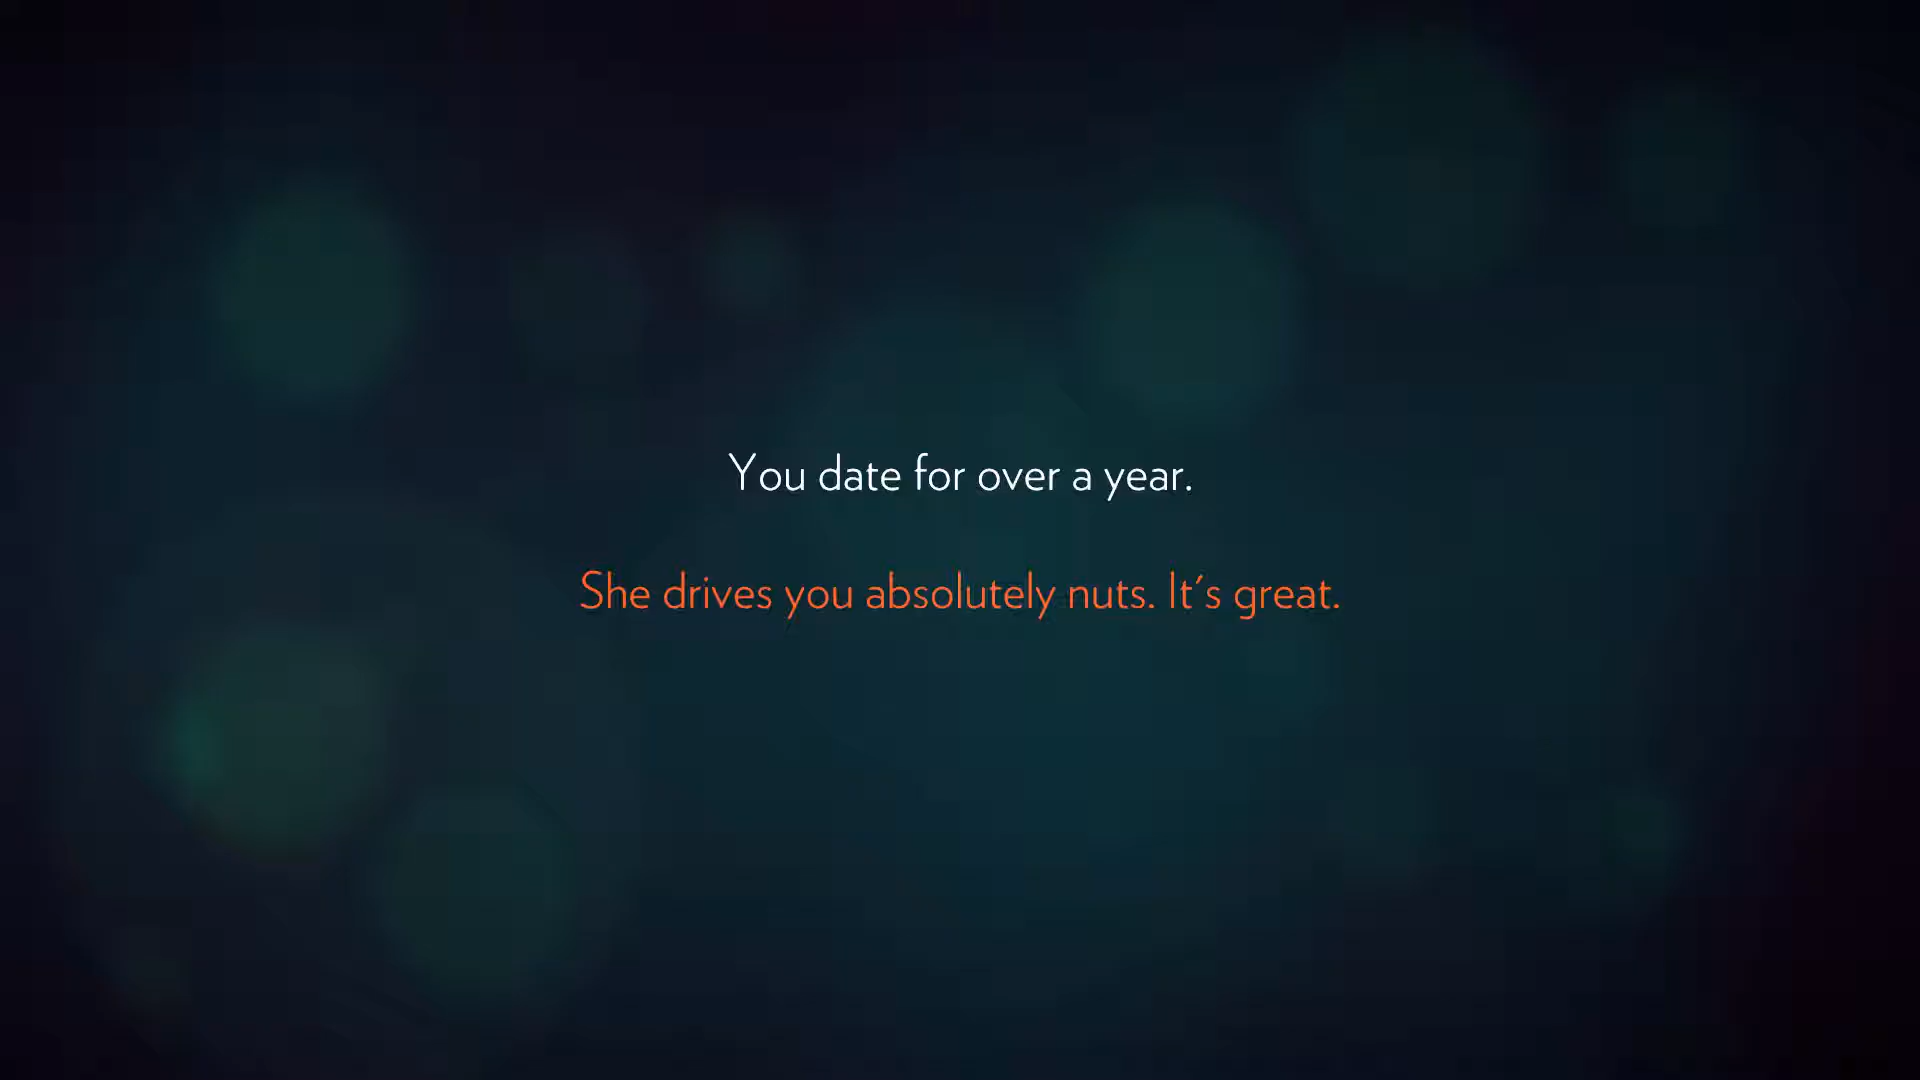 You date for over a year.
She drives you absolutely nuts. It's great.